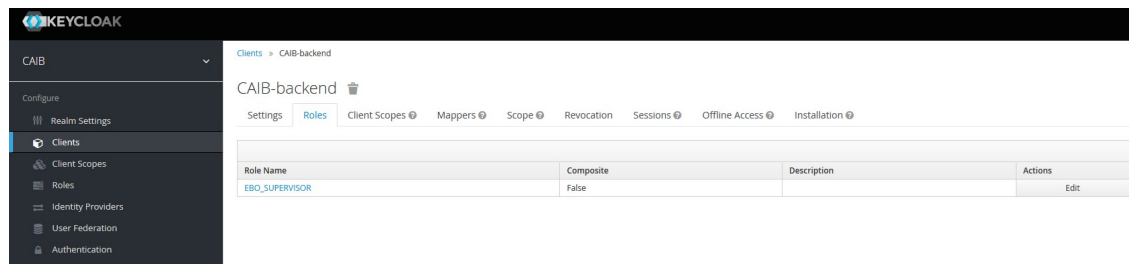 KEYCLOAK
CAIB
Clients » CAIB-backend
CAIB-backend
Configure
Settings Roles Client Scopes Mappers Scope Revocation Sessions Offline Access Installation
Realm Settings
Clients
Client Scopes
Roles
Identity Providers
User Federation
Authentication
Role Name Composite Description Actions
EBO_SUPERVISOR False Edit